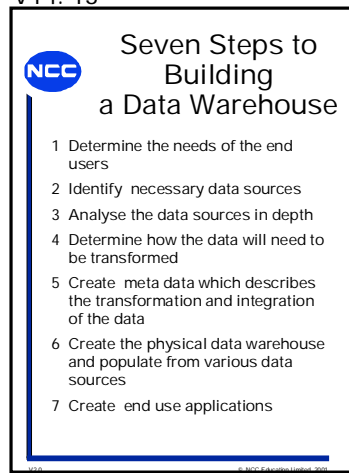 Seven Steps to
NCC
Building
a Data Warehouse
1 Determine the needs of the end
users
2 Identify necessary data sources
3 Analyse the data sources in depth
4 Determine how the data will need to
be transformed
5 Create meta data which describes
the transformation and integration
of the data
6 Create the physical data warehouse
and populate from various data
sources
7 Create end use applications
V2.0 © NCC Education Limited, 2001